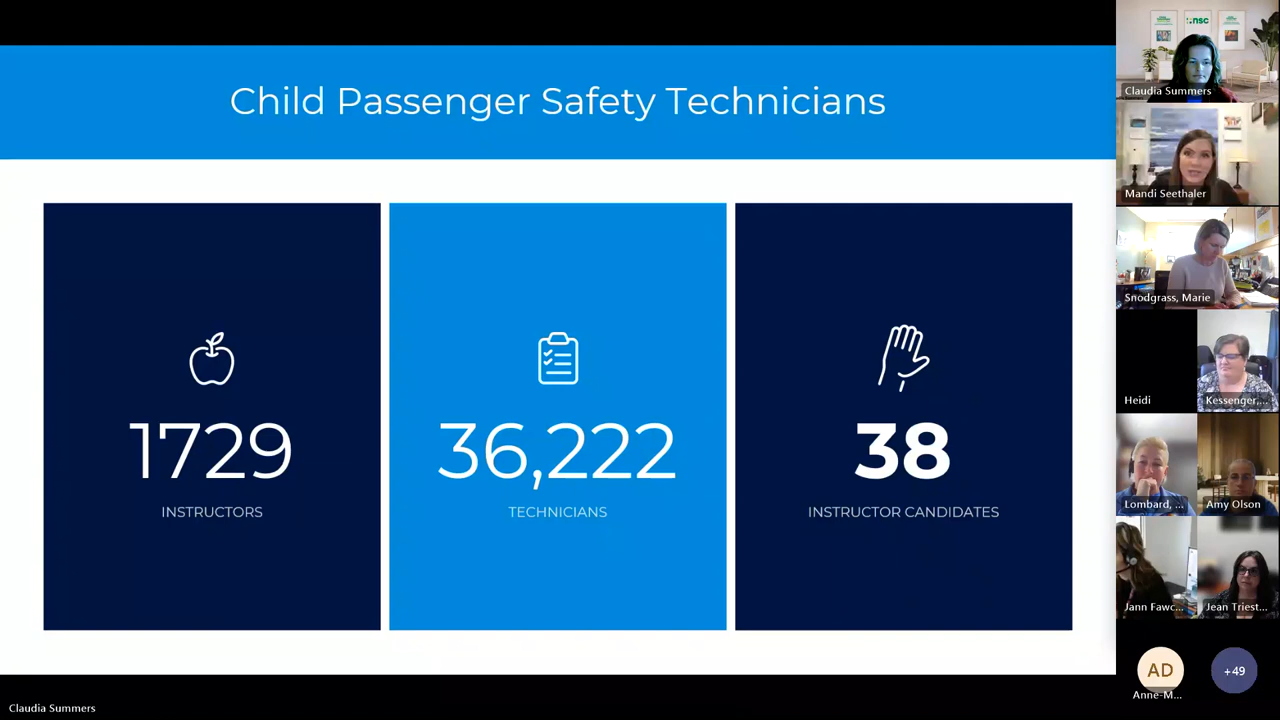 Child Passenger Safety Technicians
1729
INSTRUCTORS
36,222
TECHNICIANS
38
INSTRUCTOR CANDIDATES
nsc
Claudia Summers
Mandi Seethaler
Snodgrass, Marie
Heidi
Kessenger,...
Lombard, ...
Amy Olson
Jann Fawc...
Jean Triest...
AD
Anne-M...
+49
Claudia Summers